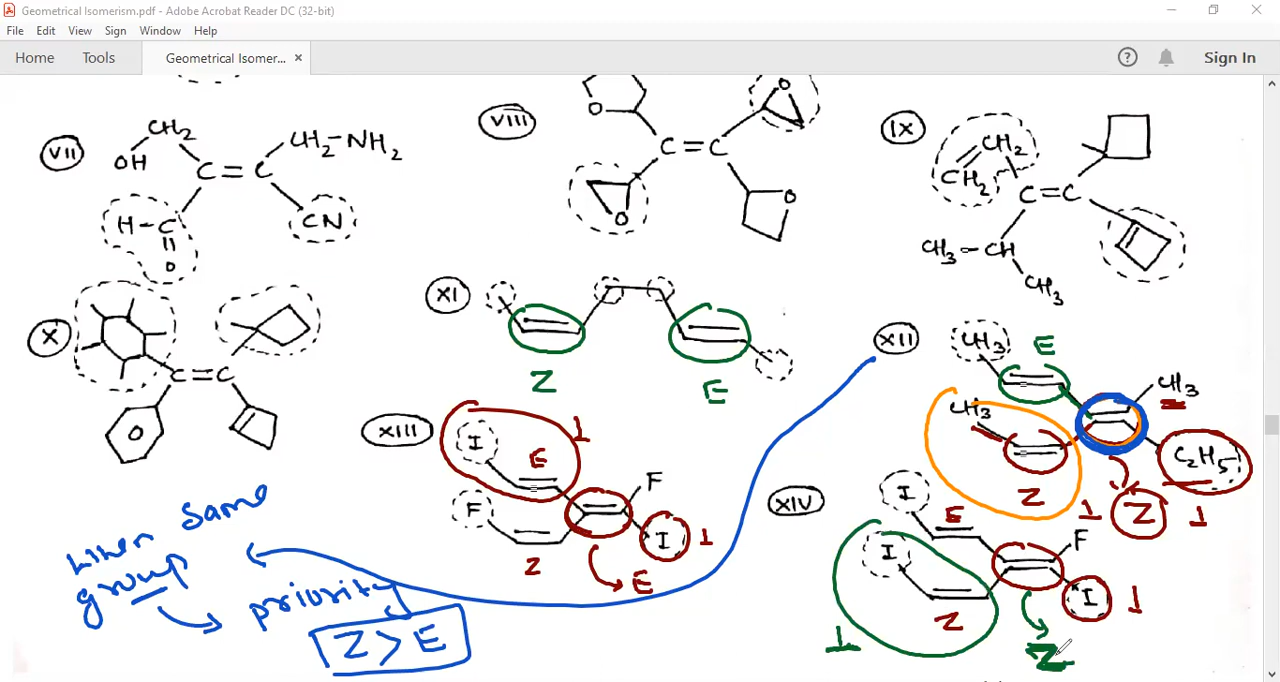 Geometrical Isomerism.pdf - Adobe Acrobat Reader DC (32-bit)
File Edit View Sign Window Help
Home Tools Geometrical Isomer... × Sign In
VII
CH2
OH
C=C
CH2-NH2
H-C
O
CN
VIII
O
O
C=C
O
O
IX
CH2
CH2
C=C
CH3-CH
CH3
X
C=C
O
XI
Z
E
XII
CH3
E
CH3
CH3
Z
C2H5
Z
1
1
XIII
I
E
1
F
F
Z
I
1
E
XIV
I
E
F
I
Z
I
1
1
Z
When same
group
priority
Z > E